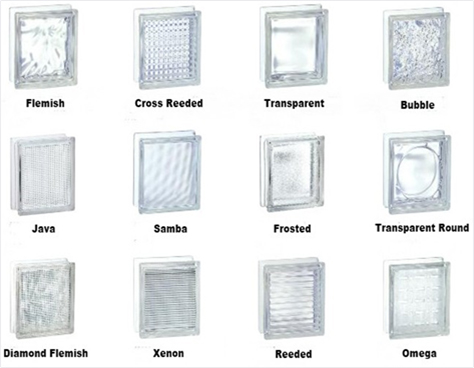 Flemish
Cross Reeded
Transparent
Bubble
Java
Samba
Frosted
Transparent Round
Diamond Flemish
Xenon
Reeded
Omega